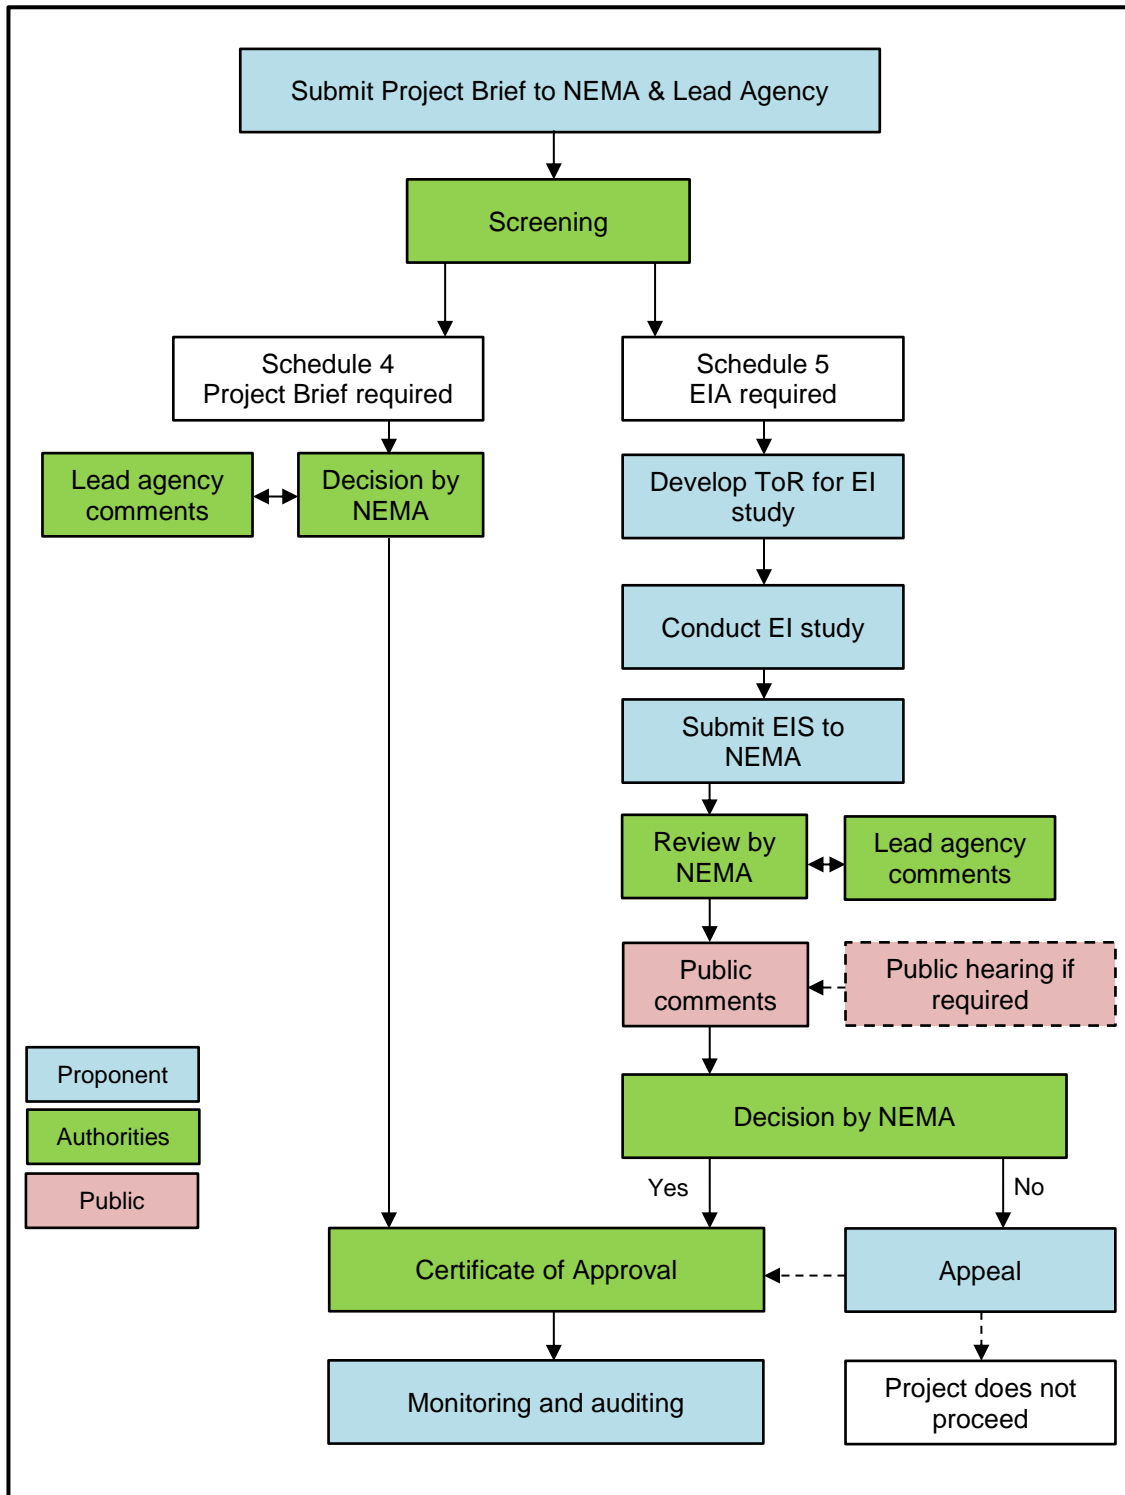 Submit Project Brief to NEMA & Lead Agency
Screening
Schedule 4
Project Brief required
Schedule 5
EIA required
Lead agency
comments
Decision by
NEMA
Develop ToR for EI
study
Conduct EI study
Submit EIS to
NEMA
Review by
NEMA
Lead agency
comments
Public
comments
Public hearing if
required
Proponent
Authorities
Public
Decision by NEMA
Yes
No
Certificate of Approval
Appeal
Monitoring and auditing
Project does not
proceed